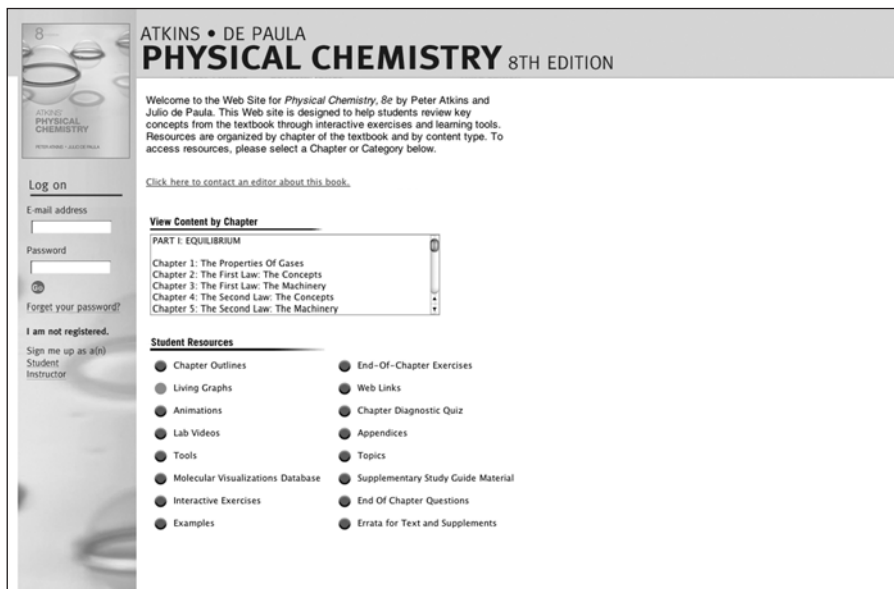 8
ATKINS'
PHYSICAL
CHEMISTRY
PETER ATKINS • JULIO DE PAULA
ATKINS • DE PAULA
PHYSICAL CHEMISTRY 8TH EDITION
Welcome to the Web Site for Physical Chemistry, 8e by Peter Atkins and
Julio de Paula. This Web site is designed to help students review key
concepts from the textbook through interactive exercises and learning tools.
Resources are organized by chapter of the textbook and by content type. To
access resources, please select a Chapter or Category below.
Click here to contact an editor about this book.
Log on
E-mail address
Password
Go
Forget your password?
I am not registered.
Sign me up as a(n)
Student
Instructor
View Content by Chapter
PART I: EQUILIBRIUM
Chapter 1: The Properties Of Gases
Chapter 2: The First Law: The Concepts
Chapter 3: The First Law: The Machinery
Chapter 4: The Second Law: The Concepts
Chapter 5: The Second Law: The Machinery
Student Resources
Chapter Outlines
Living Graphs
Animations
Lab Videos
Tools
Molecular Visualizations Database
Interactive Exercises
Examples
End-Of-Chapter Exercises
Web Links
Chapter Diagnostic Quiz
Appendices
Topics
Supplementary Study Guide Material
End Of Chapter Questions
Errata for Text and Supplements